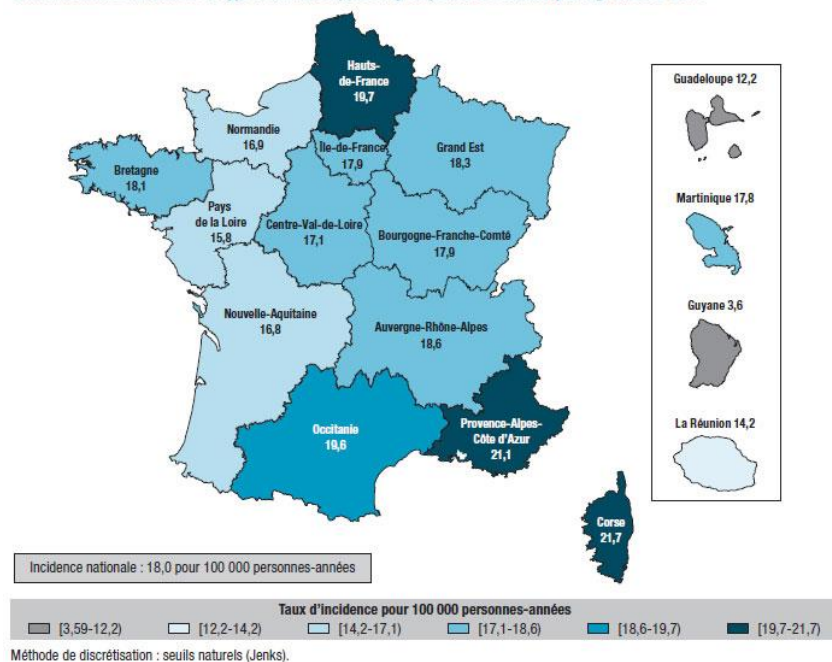 Hauts-
de-France
19,7
Normandie
16,9
Île-de-France
17,9
Grand Est
18,3
Bretagne
18,1
Pays
de la Loire
15,8
Centre-Val-de-Loire
17,1
Bourgogne-Franche-Comté
17,9
Nouvelle-Aquitaine
16,8
Auvergne-Rhône-Alpes
18,6
Occitanie
19,6
Provence-Alpes-
Côte d'Azur
21,1
Corse
21,7
Guadeloupe 12,2
Martinique 17,8
Guyane 3,6
La Réunion 14,2
Incidence nationale : 18,0 pour 100 000 personnes-années
Taux d'incidence pour 100 000 personnes-années
[3,59-12,2) [12,2-14,2) [14,2-17,1) [17,1-18,6) [18,6-19,7) [19,7-21,7)
Méthode de discrétisation : seuils naturels (Jenks).